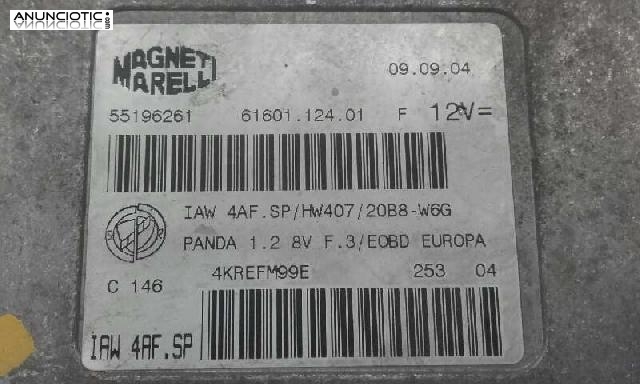 ANUNCIOTIC
.com
MAGNETI
MARELLI
09.09.04
55196261 61601.124.01 F 12V=
IAW 4AF.SP/HW407/20B8-W6G
PANDA 1.2 8V F.3/EOBD EUROPA
4KREFM99E 253 04
C 146
IAW 4AF.SP